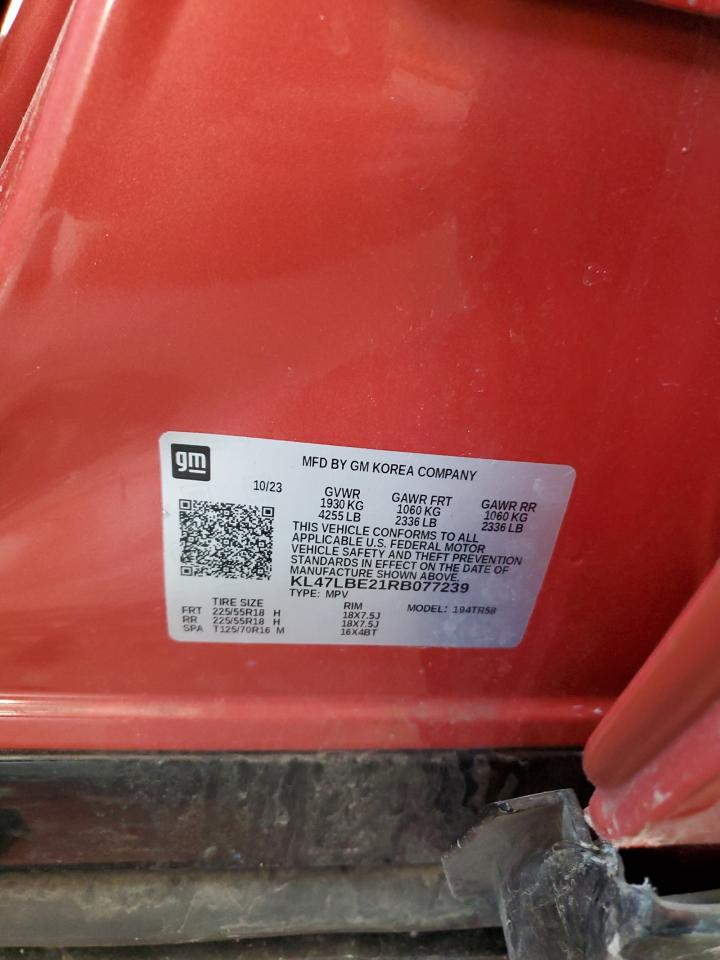 gm
MFD BY GM KOREA COMPANY
10/23
GVWR GAWR FRT GAWR RR
1930 KG 1060 KG 1060 KG
4255 LB 2336 LB 2336 LB
THIS VEHICLE CONFORMS TO ALL
APPLICABLE U.S. FEDERAL MOTOR
VEHICLE SAFETY AND THEFT PREVENTION
STANDARDS IN EFFECT ON THE DATE OF
MANUFACTURE SHOWN ABOVE.
KL47LBE21RB077239
TYPE: MPV
TIRE SIZE RIM MODEL: 194TR58
FRT 225/55R18 H 18X7.5J
RR 225/55R18 H 18X7.5J
SPA T125/70R16 M 16X4BT